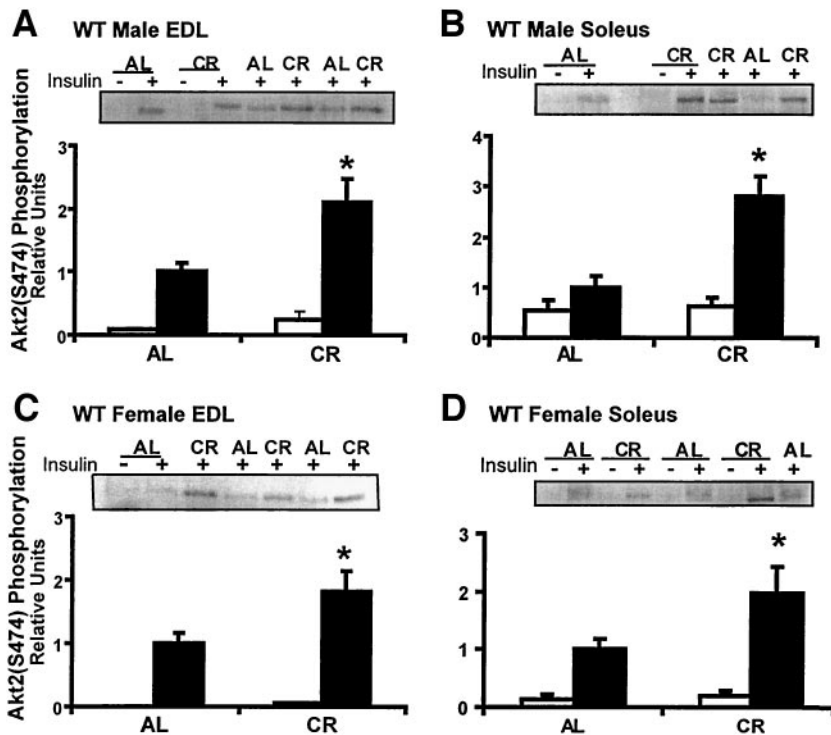 A WT Male EDL
AL CR AL CR AL CR
Insulin - + - + + + + +
Akt2(S474) Phosphorylation
Relative Units
3
2
1
0
*
AL CR
B WT Male Soleus
AL CR CR AL CR
Insulin - + - + + + +
4
3
2
1
0
*
AL CR
C WT Female EDL
AL CR AL CR AL CR
Insulin - + + + + + +
Akt2(S474) Phosphorylation
Relative Units
3
2
1
0
*
AL CR
D WT Female Soleus
AL CR AL CR AL
Insulin - + - + - + - + +
3
2
1
0
*
AL CR